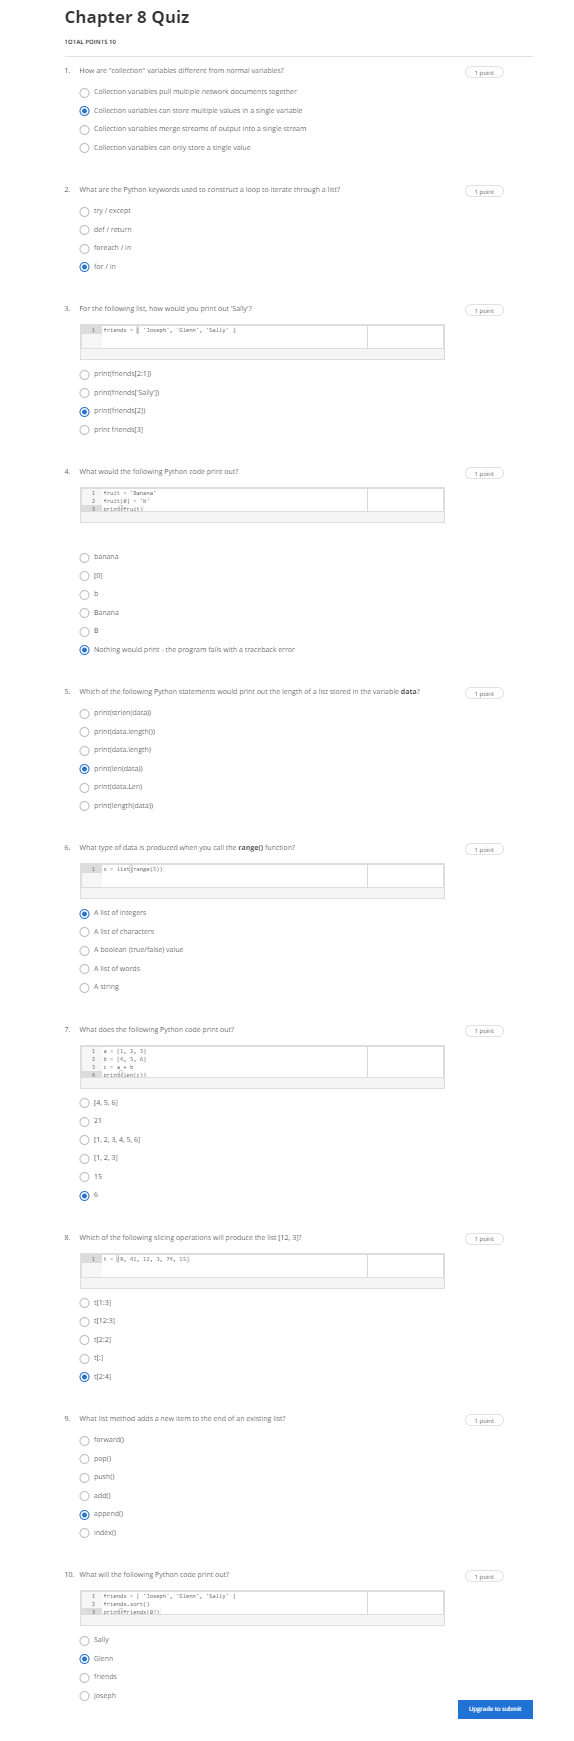 Chapter 8 Quiz
TOTAL POINTS 10
1. How are "collection" variables different from normal variables? 1 point
Collection variables pull multiple network documents together
Collection variables can store multiple values in a single variable
Collection variables merge streams of output into a single stream
Collection variables can only store a single value
2. What are the Python keywords used to construct a loop to iterate through a list? 1 point
try / except
def / return
foreach / in
for / in
3. For the following list, how would you print out 'Sally'? 1 point
1 friends = [ 'Joseph', 'Glenn', 'Sally' ]
print(friends[2:1])
print(friends['Sally'])
print(friends[2])
print friends[3]
4. What would the following Python code print out? 1 point
1 fruit = 'Banana'
2 fruit[0] = 'b'
3 print(fruit)
banana
[0]
b
Banana
B
Nothing would print - the program fails with a traceback error
5. Which of the following Python statements would print out the length of a list stored in the variable data? 1 point
print(strlen(data))
print(data.length())
print(data.length)
print(len(data))
print(data.Len)
print(length(data))
6. What type of data is produced when you call the range() function? 1 point
1 x = list(range(5))
A list of integers
A list of characters
A boolean (true/false) value
A list of words
A string
7. What does the following Python code print out? 1 point
1 a = [1, 2, 3]
2 b = [4, 5, 6]
3 c = a + b
4 print(len(c))
[4, 5, 6]
21
[1, 2, 3, 4, 5, 6]
[1, 2, 3]
15
6
8. Which of the following slicing operations will produce the list [12, 3]? 1 point
1 t = [9, 41, 12, 3, 74, 15]
t[1:3]
t[12:3]
t[2:2]
t[:]
t[2:4]
9. What list method adds a new item to the end of an existing list? 1 point
forward()
pop()
push()
add()
append()
index()
10. What will the following Python code print out? 1 point
1 friends = [ 'Joseph', 'Glenn', 'Sally' ]
2 friends.sort()
3 print(friends[0])
Sally
Glenn
friends
Joseph
Upgrade to submit